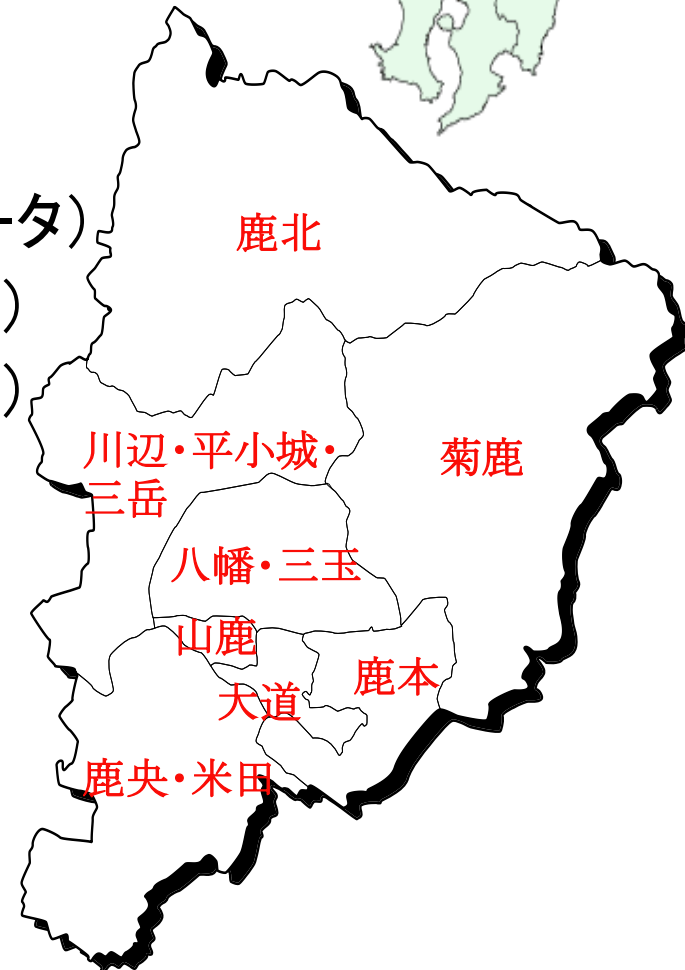 ータ）
）
）
鹿北
川辺・平小城・
三岳
菊鹿
八幡・三玉
山鹿
鹿本
大道
鹿央・米田